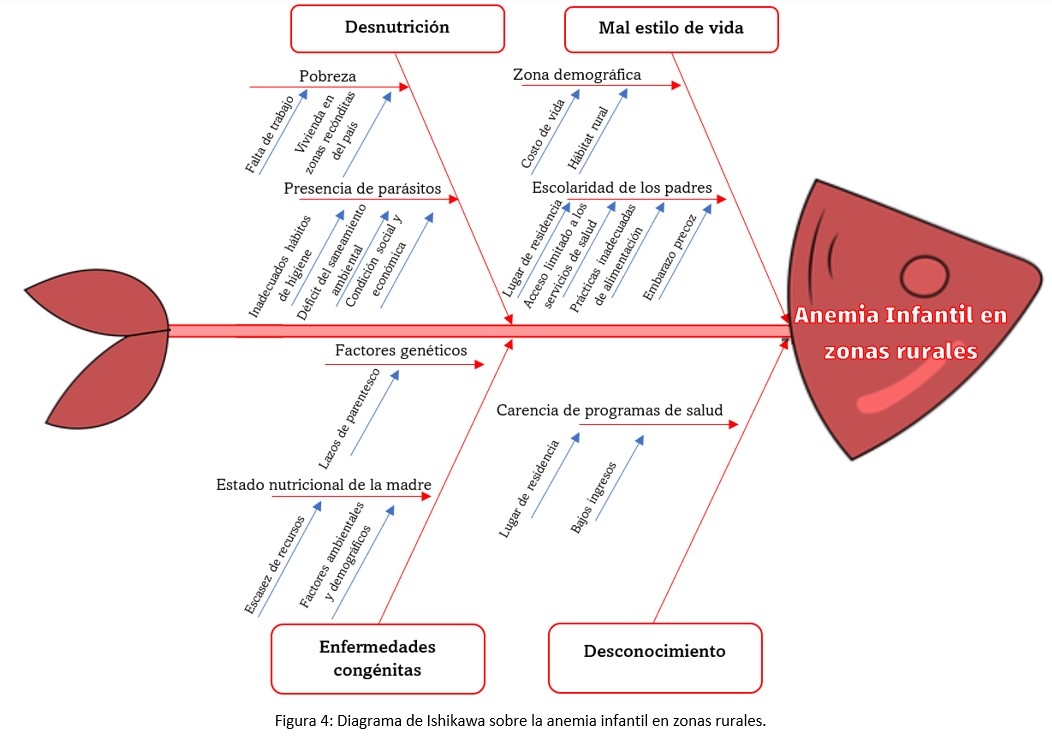 Desnutrición
Mal estilo de vida
Pobreza
Falta de trabajo
Vivienda en
zonas recónditas
del país
Presencia de parásitos
Inadecuados hábitos
de higiene
Déficit del saneamiento
ambiental
Condición social y
económica
Zona demográfica
Costo de vida
Hábitat rural
Escolaridad de los padres
Lugar de residencia
Acceso limitado a los
servicios de salud
Prácticas inadecuadas
de alimentación
Embarazo precoz
Anemia Infantil en
zonas rurales
Factores genéticos
Lazos de parentesco
Estado nutricional de la madre
Escasez de recursos
Factores ambientales
y demográficos
Carencia de programas de salud
Lugar de residencia
Bajos ingresos
Enfermedades
congénitas
Desconocimiento
Figura 4: Diagrama de Ishikawa sobre la anemia infantil en zonas rurales.